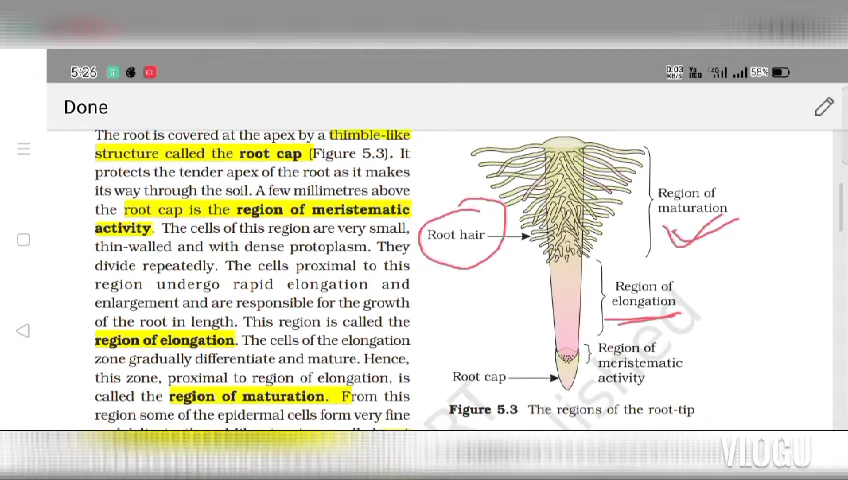 5:26
0.03 KB/S Vo 4G 58%
Done
The root is covered at the apex by a thimble-like
structure called the root cap [Figure 5.3]. It
protects the tender apex of the root as it makes
its way through the soil. A few millimetres above
the root cap is the region of meristematic
activity. The cells of this region are very small,
thin-walled and with dense protoplasm. They
divide repeatedly. The cells proximal to this
region undergo rapid elongation and
enlargement and are responsible for the growth
of the root in length. This region is called the
region of elongation. The cells of the elongation
zone gradually differentiate and mature. Hence,
this zone, proximal to region of elongation, is
called the region of maturation. From this
region some of the epidermal cells form very fine
Region of
maturation
Root hair
Region of
elongation
Region of
meristematic
activity
Root cap
Figure 5.3 The regions of the root-tip
VLOGU